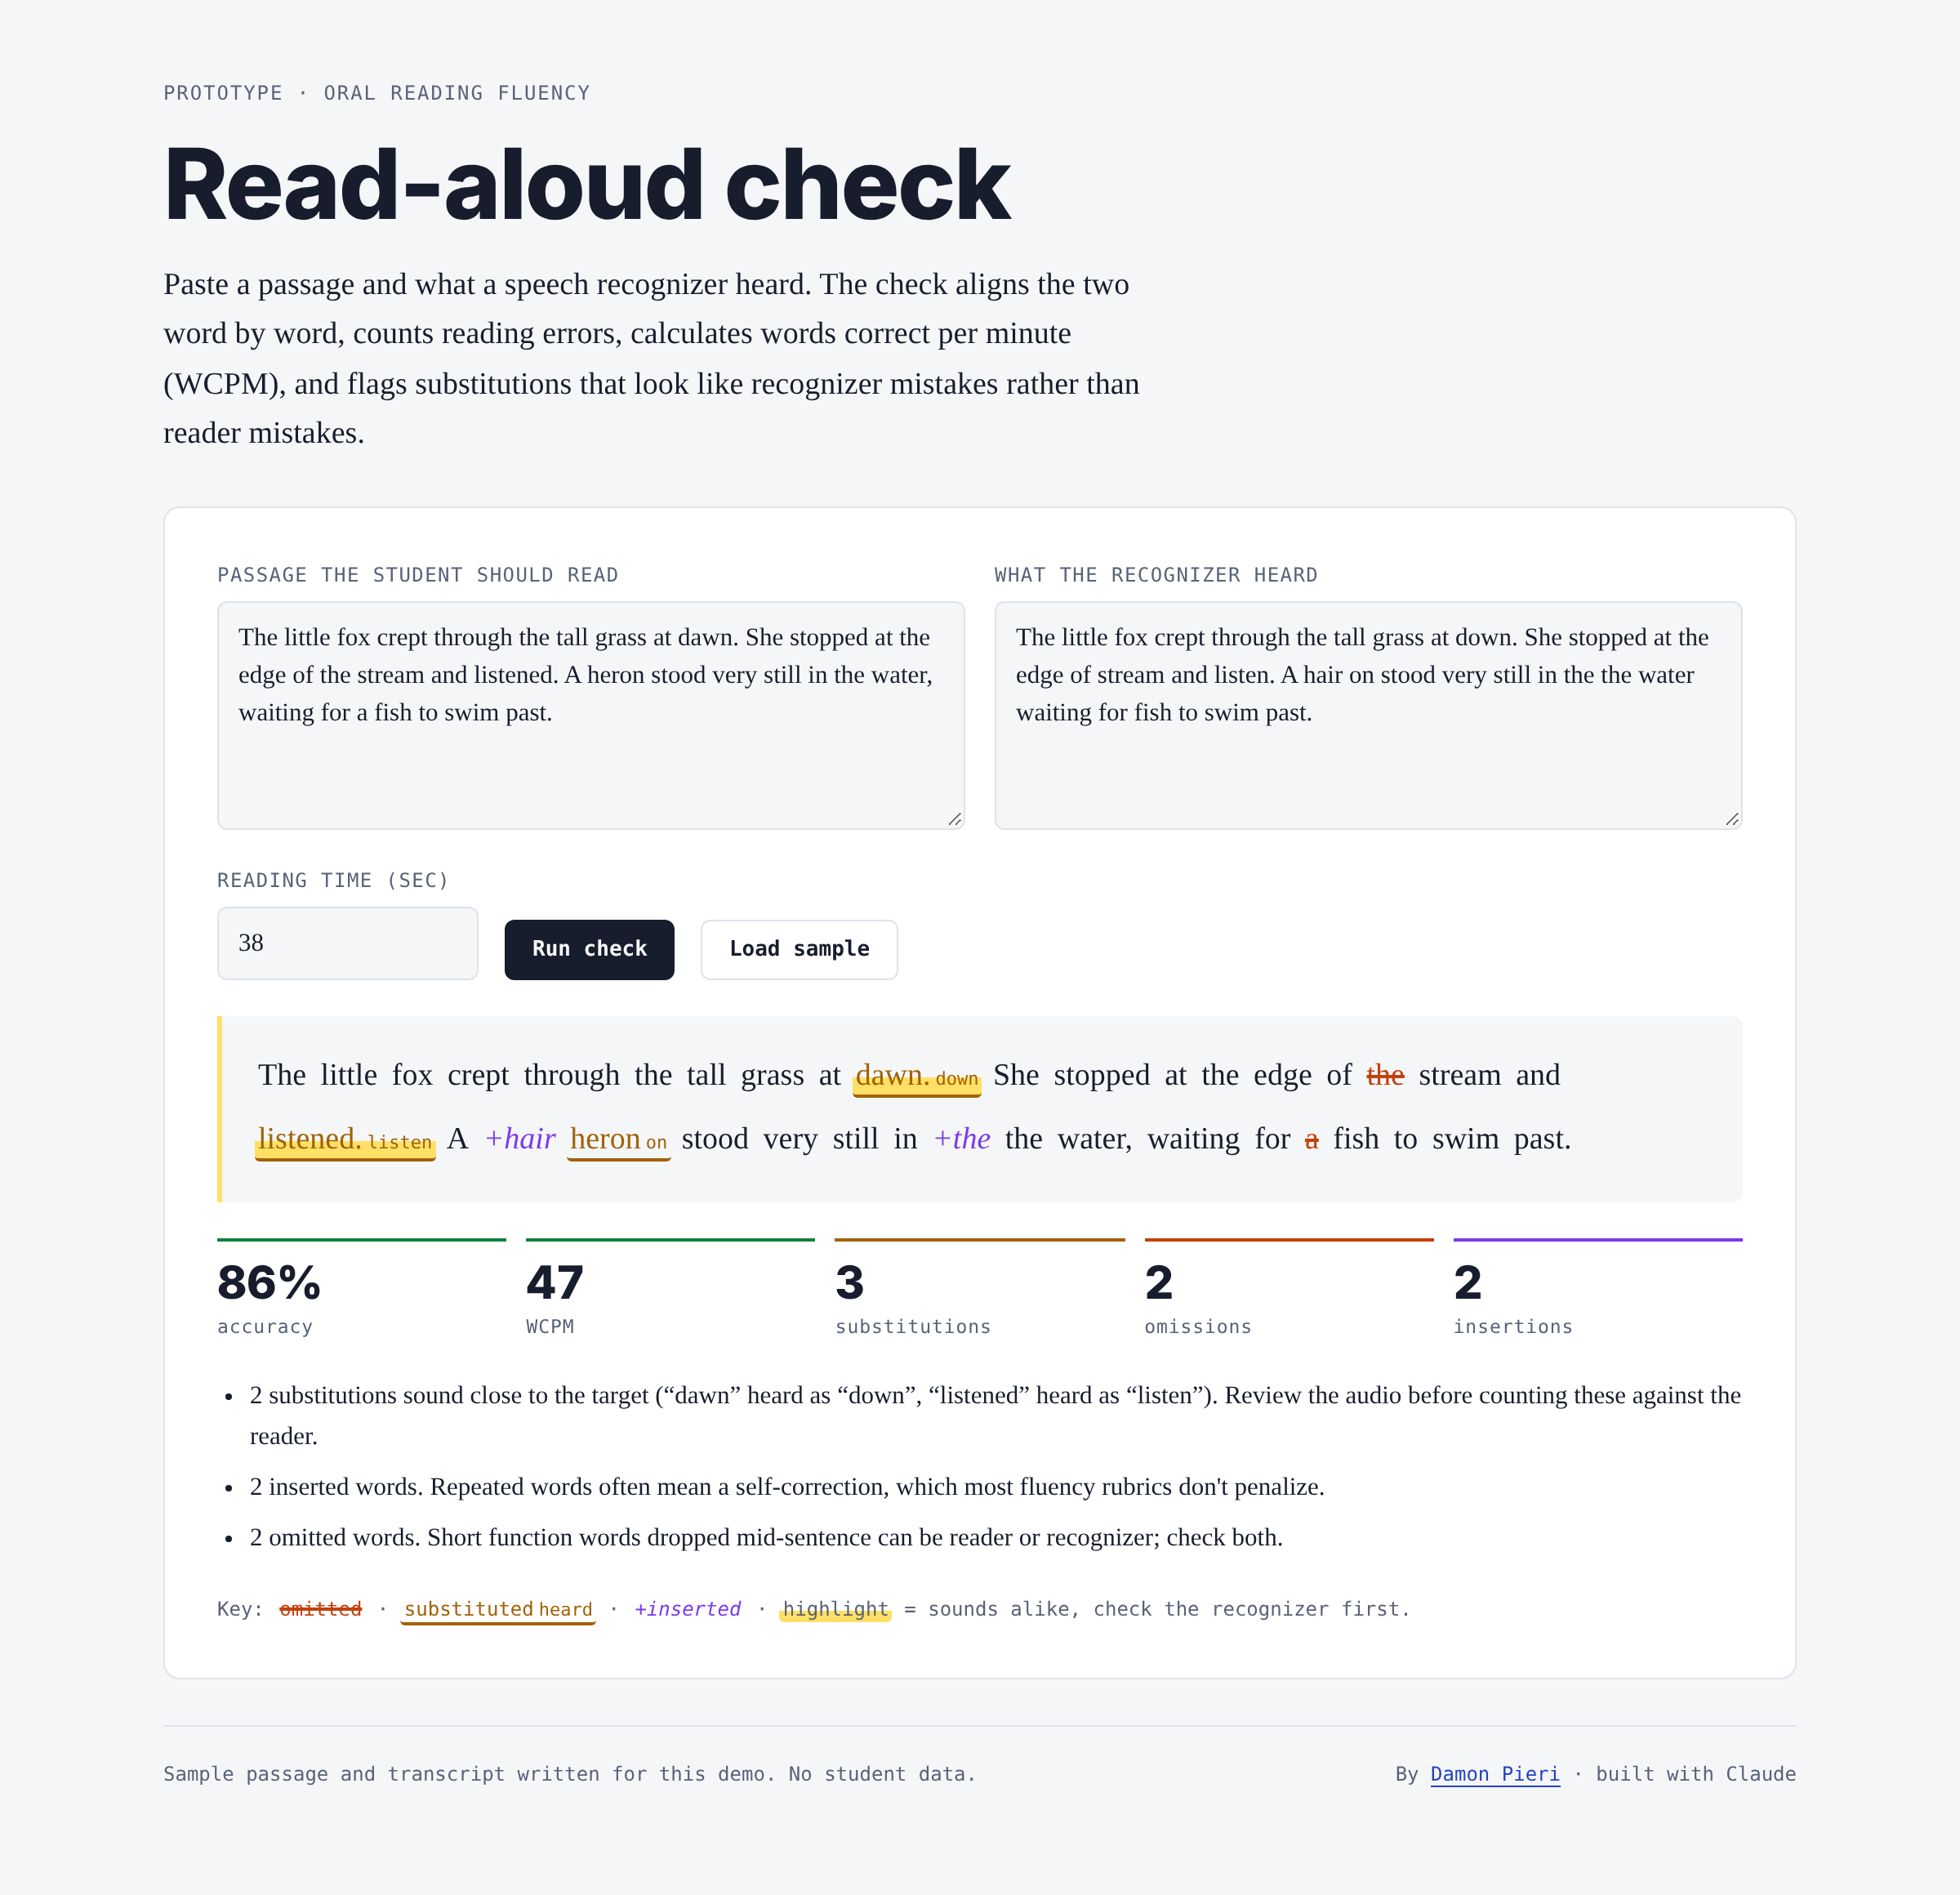 PROTOTYPE · ORAL READING FLUENCY
Read-aloud check
Paste a passage and what a speech recognizer heard. The check aligns the two
word by word, counts reading errors, calculates words correct per minute
(WCPM), and flags substitutions that look like recognizer mistakes rather than
reader mistakes.
PASSAGE THE STUDENT SHOULD READ
The little fox crept through the tall grass at dawn. She stopped at the
edge of the stream and listened. A heron stood very still in the water,
waiting for a fish to swim past.
WHAT THE RECOGNIZER HEARD
The little fox crept through the tall grass at down. She stopped at the
edge of stream and listen. A hair on stood very still in the the water
waiting for fish to swim past.
READING TIME (SEC)
38
Run check
Load sample
The little fox crept through the tall grass at dawn. down She stopped at the edge of the stream and
listened. listen A +hair heron on stood very still in +the the water, waiting for a fish to swim past.
86%
accuracy
47
WCPM
3
substitutions
2
omissions
2
insertions
• 2 substitutions sound close to the target (“dawn” heard as “down”, “listened” heard as “listen”). Review the audio before counting these against the
reader.
• 2 inserted words. Repeated words often mean a self-correction, which most fluency rubrics don't penalize.
• 2 omitted words. Short function words dropped mid-sentence can be reader or recognizer; check both.
Key: omitted · substituted heard · +inserted · highlight = sounds alike, check the recognizer first.
Sample passage and transcript written for this demo. No student data.
By Damon Pieri · built with Claude